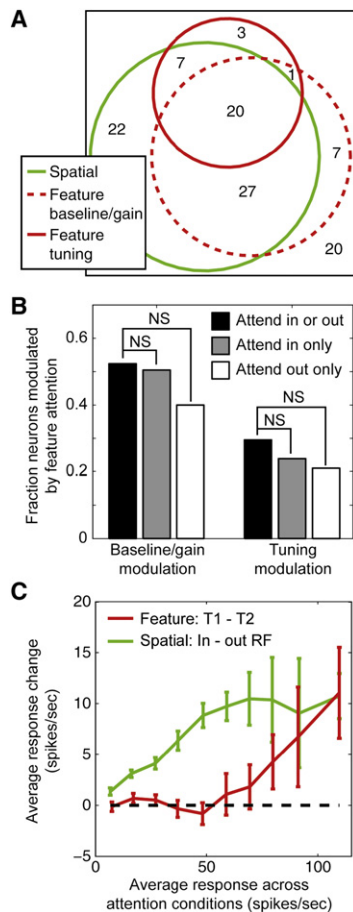 A
3
7
1
20
22
7
27
20
Spatial
Feature
baseline/gain
Feature
tuning
B
0.6
0.4
0.2
0
Fraction neurons modulated
by feature attention
NS
NS
NS
NS
Attend in or out
Attend in only
Attend out only
Baseline/gain
modulation
Tuning
modulation
C
20
15
10
5
0
−5
Average response change
(spikes/sec)
Feature: T1 - T2
Spatial: In - out RF
0
50
100
Average response across
attention conditions (spikes/sec)